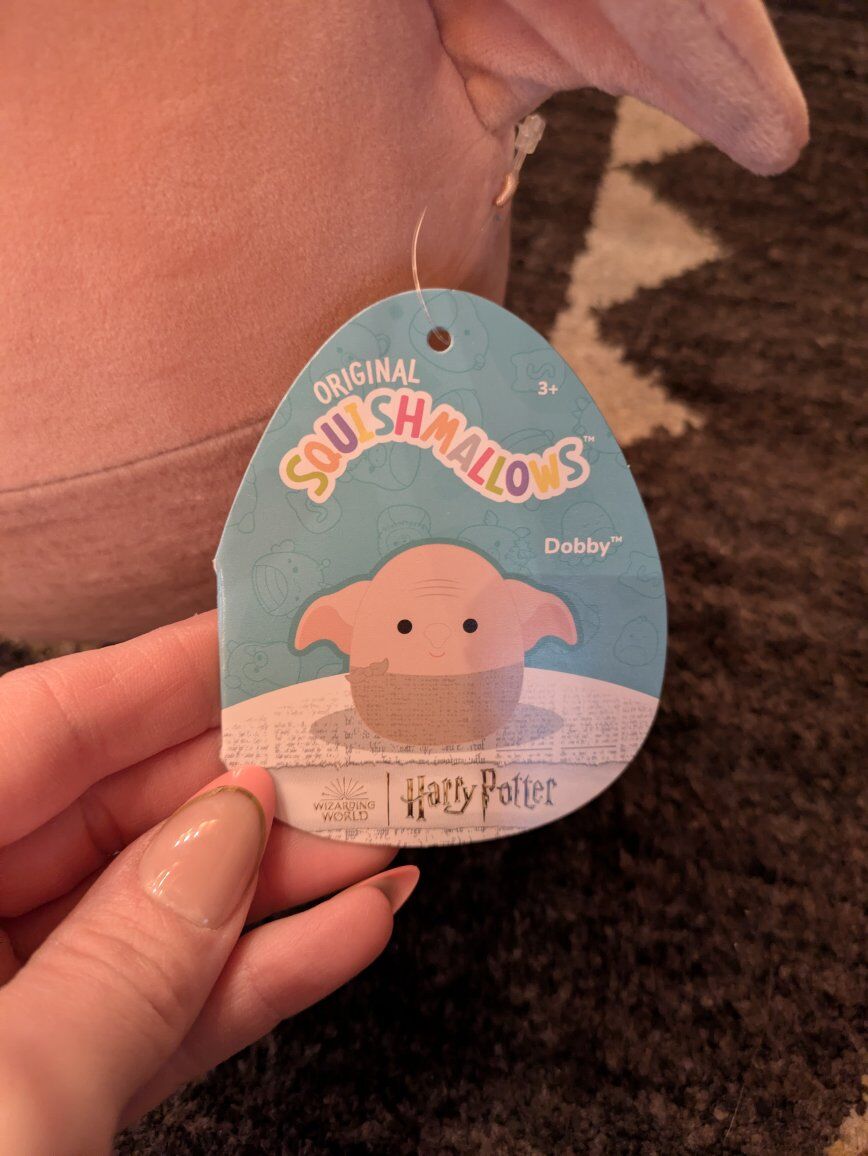 ORIGINAL
3+
SQUISHMALLOWS™
Dobby™
WIZARDING
WORLD
Harry Potter